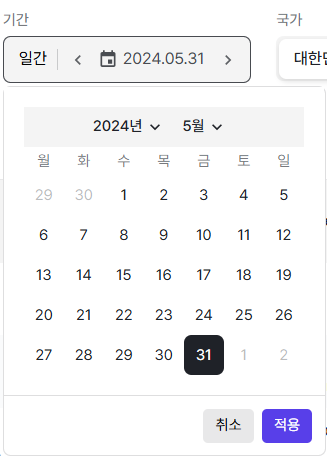 기간 국가
일간 2024.05.31
2024년 5월
월 화 수 목 금 토 일
29 30 1 2 3 4 5
6 7 8 9 10 11 12
13 14 15 16 17 18 19
20 21 22 23 24 25 26
27 28 29 30 31 1 2
취소 적용